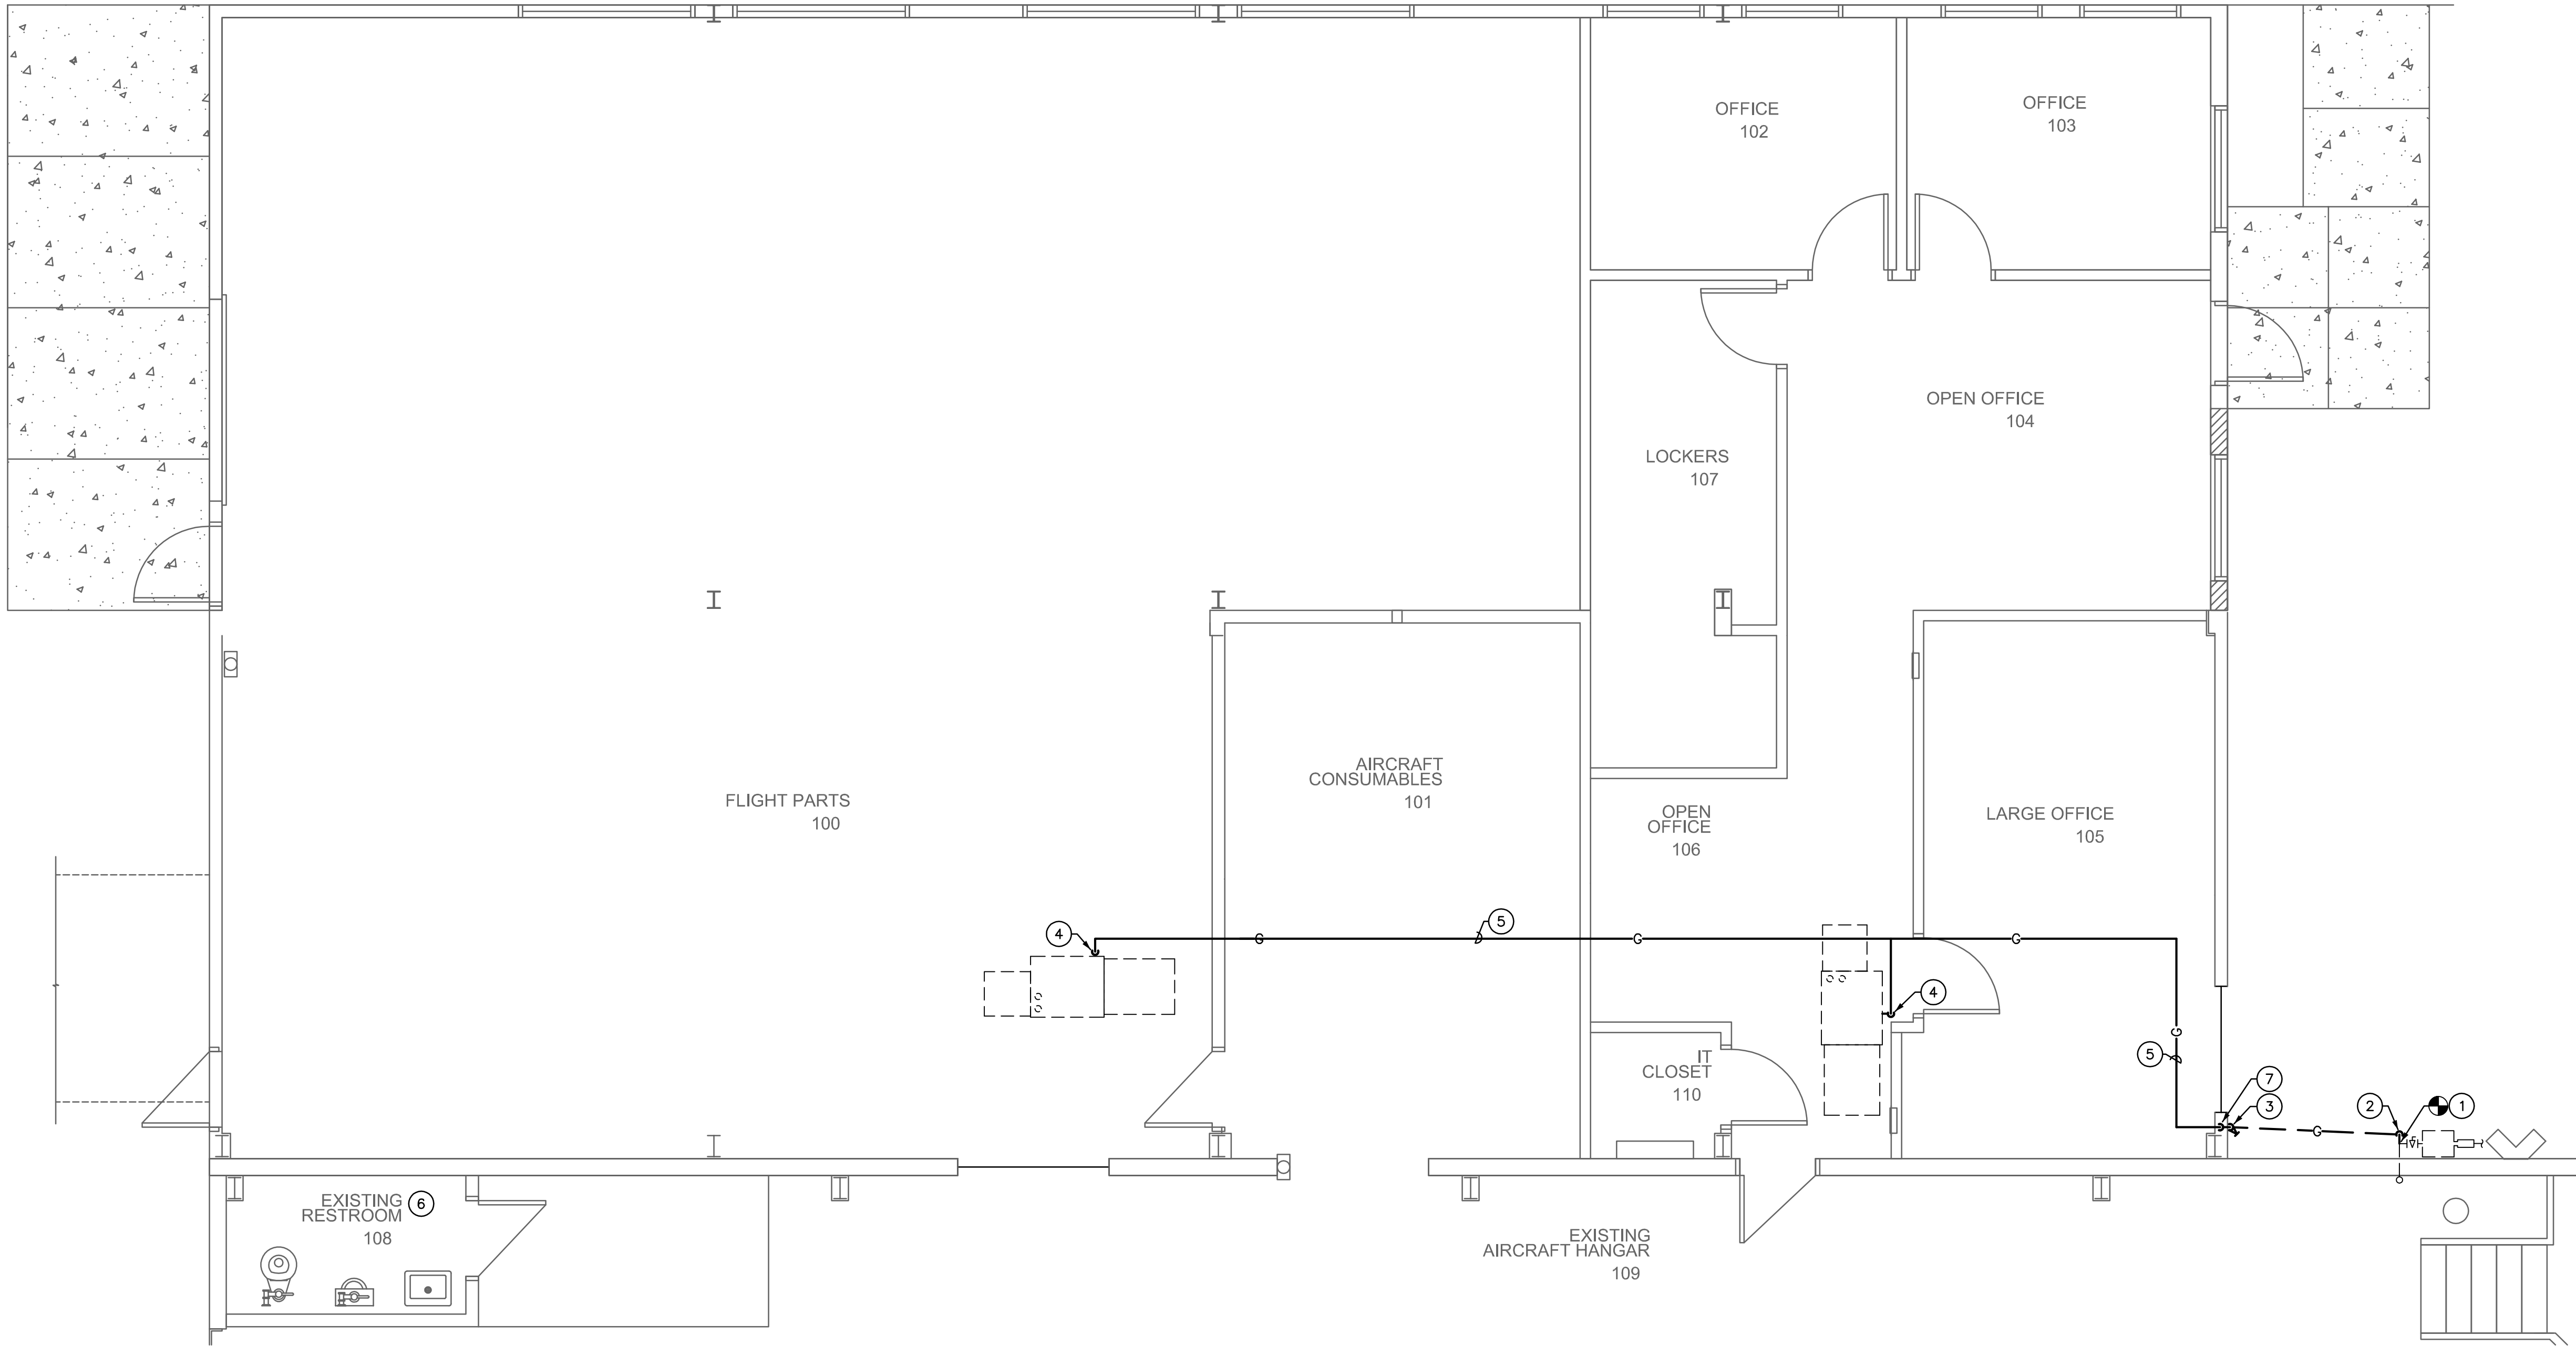 OFFICE
102
OFFICE
103
OPEN OFFICE
104
LOCKERS
107
AIRCRAFT
CONSUMABLES
101
FLIGHT PARTS
100
OPEN
OFFICE
106
LARGE OFFICE
105
4
G
5
G
G
4
G
5
IT
CLOSET
110
7
3
G
2
1
EXISTING
RESTROOM
108
6
EXISTING
AIRCRAFT HANGAR
109